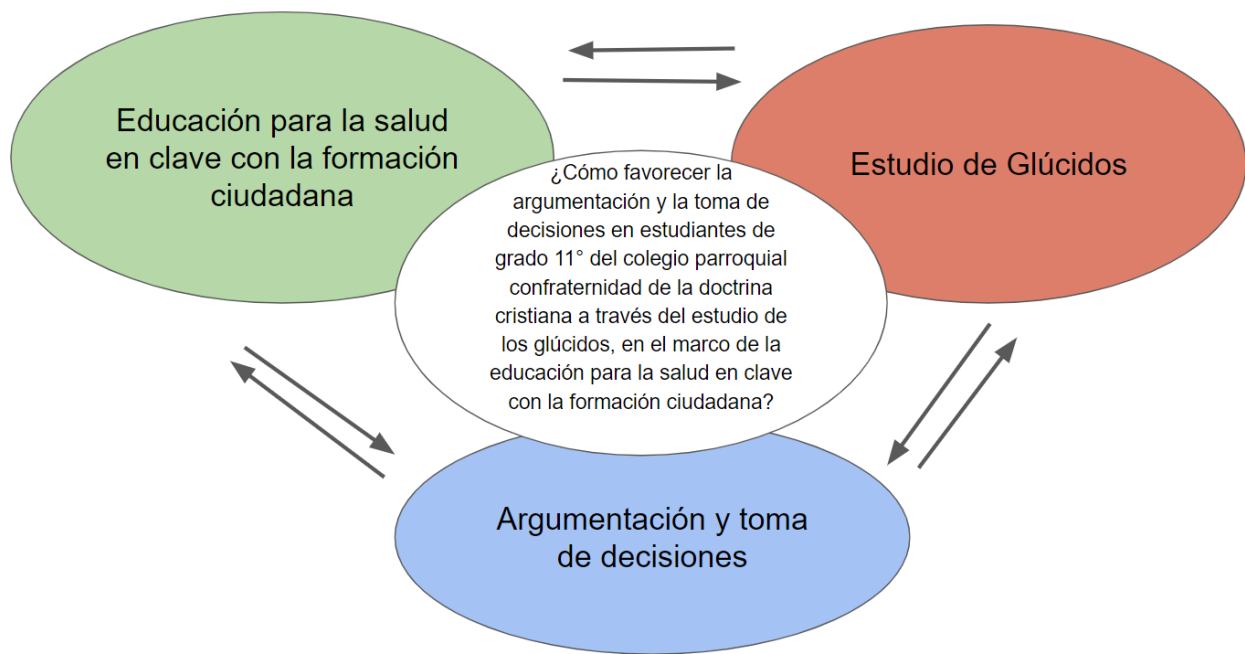 Educación para la salud
en clave con la formación
ciudadana
Estudio de Glúcidos
¿Cómo favorecer la
argumentación y la toma de
decisiones en estudiantes de
grado 11° del colegio parroquial
confraternidad de la doctrina
cristiana a través del estudio de
los glúcidos, en el marco de la
educación para la salud en clave
con la formación ciudadana?
Argumentación y toma
de decisiones